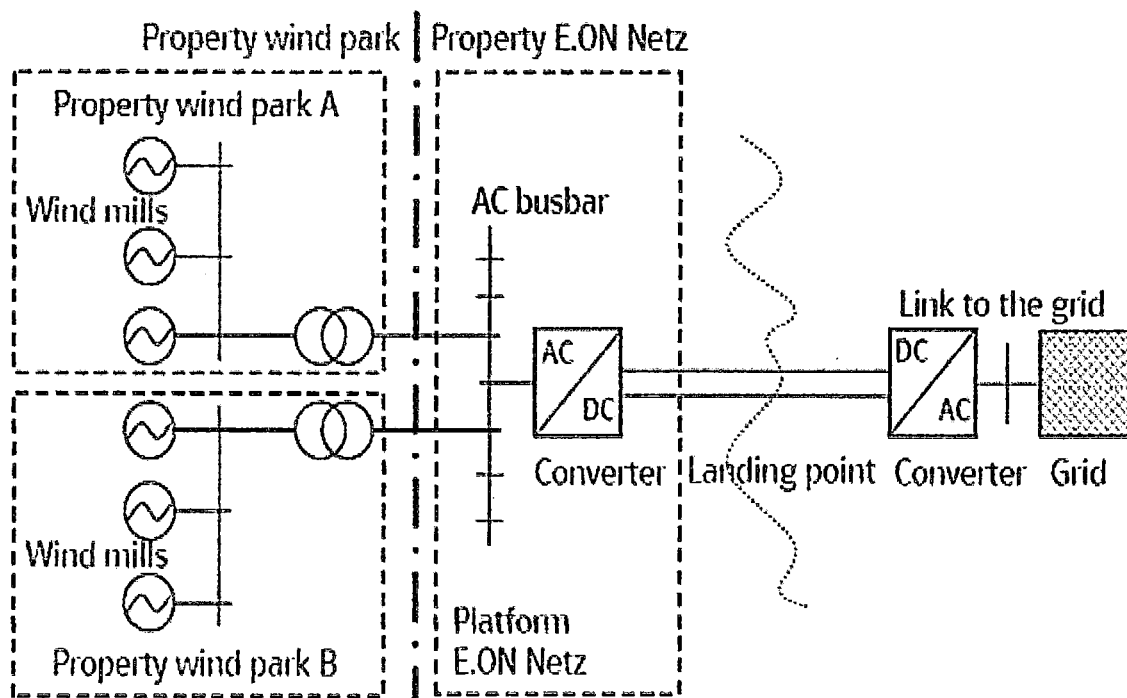 Property wind park
Property E.ON Netz
Property wind park A
Wind mills
AC busbar
Link to the grid
AC
DC
DC
AC
Converter
Landing point
Converter
Grid
Wind mills
Property wind park B
Platform
E.ON Netz